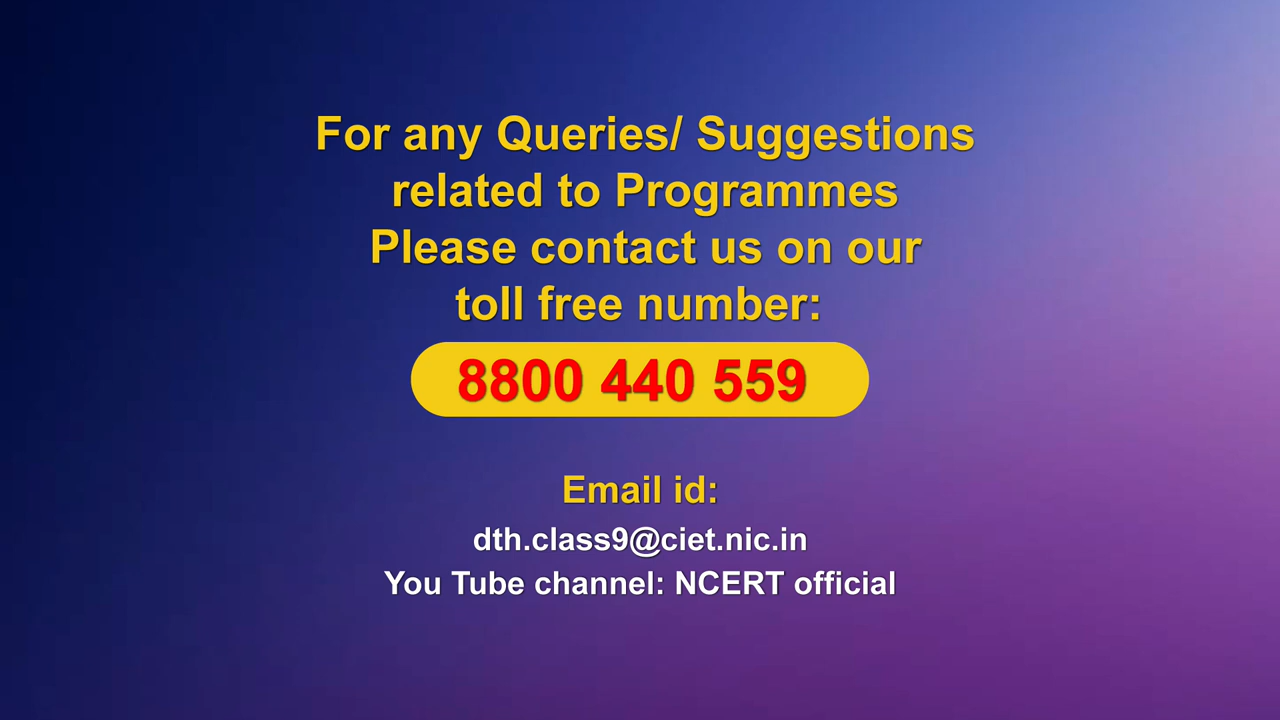 For any Queries/ Suggestions
related to Programmes
Please contact us on our
toll free number:
8800 440 559
Email id:
dth.class9@ciet.nic.in
You Tube channel: NCERT official